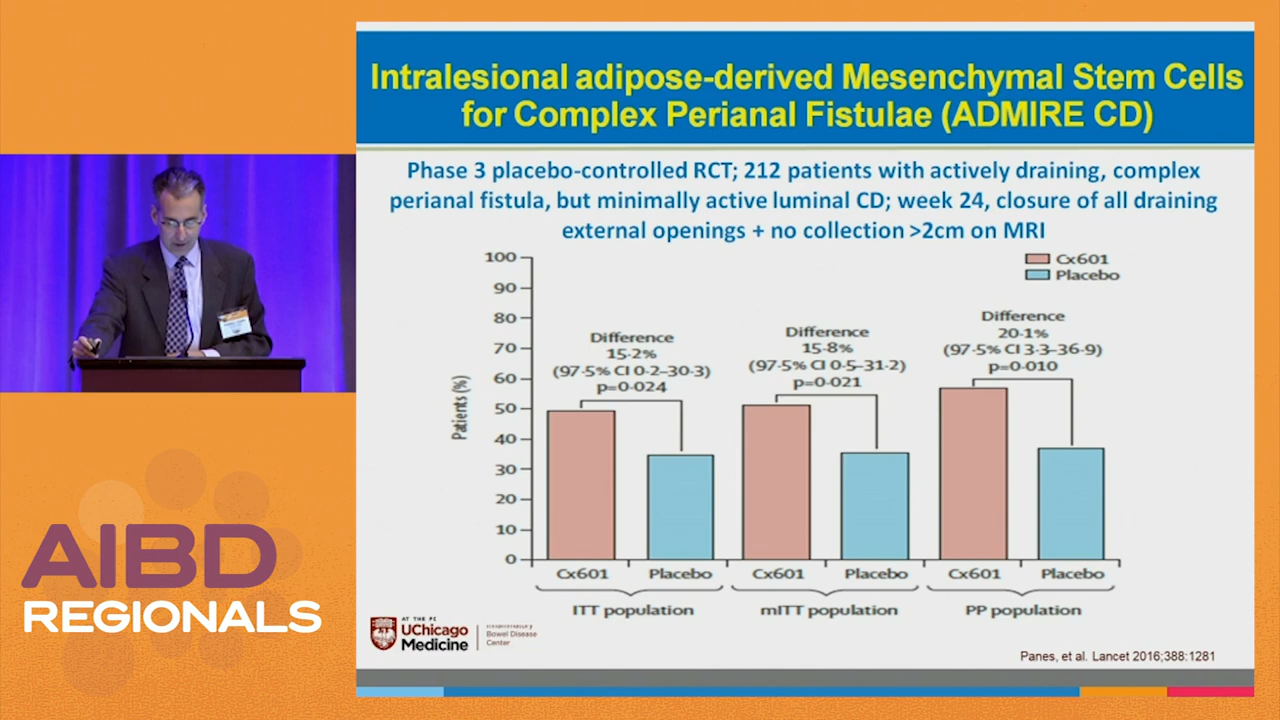 Intralesional adipose-derived Mesenchymal Stem Cells
for Complex Perianal Fistulae (ADMIRE CD)
Phase 3 placebo-controlled RCT; 212 patients with actively draining, complex
perianal fistula, but minimally active luminal CD; week 24, closure of all draining
external openings + no collection >2cm on MRI
Patients (%)
100
90
80
70
60
50
40
30
20
10
0
Cx601
Placebo
Difference
15·2%
(97·5% CI 0·2–30·3)
p=0·024
Difference
15·8%
(97·5% CI 0·5–31·2)
p=0·021
Difference
20·1%
(97·5% CI 3·3–36·9)
p=0·010
Cx601 Placebo Cx601 Placebo Cx601 Placebo
ITT population mITT population PP population
AIBD
REGIONALS
AT THE
UChicago
Medicine
Inflammatory
Bowel Disease
Center
Panes, et al. Lancet 2016;388:1281